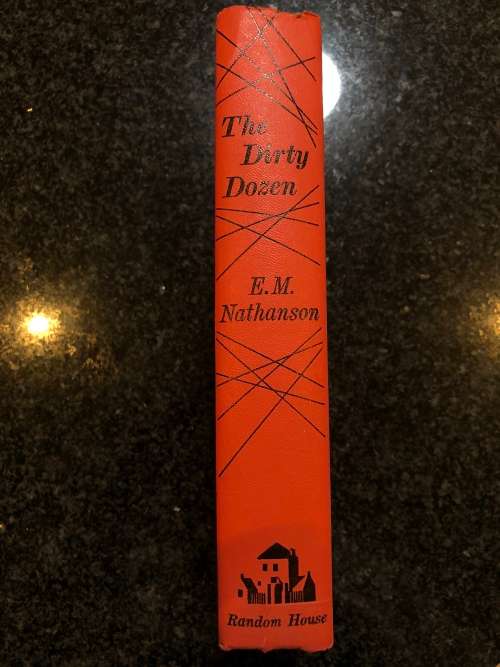 The
Dirty
Dozen
E.M.
Nathanson
Random House